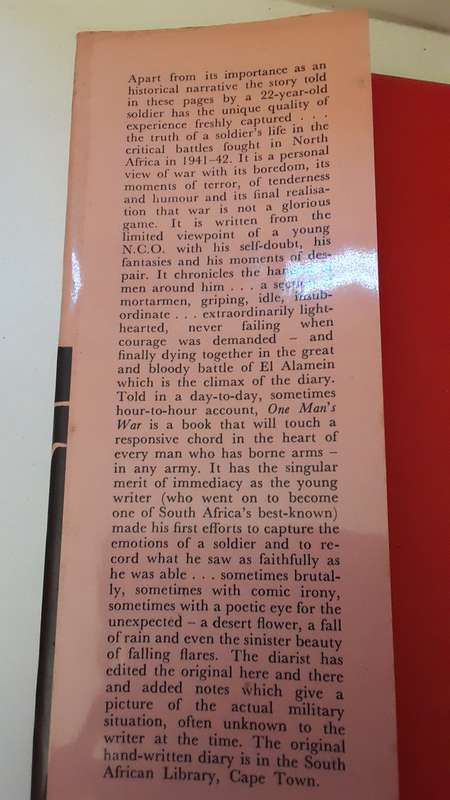 Apart from its importance as an
historical narrative the story told
in these pages by a 22-year-old
soldier has the unique quality of
experience freshly captured . . .
the truth of a soldier's life in the
critical battles fought in North
Africa in 1941–42. It is a personal
view of war with its boredom, its
moments of terror, of tenderness
and humour and its final realisa-
tion that war is not a glorious
game. It is written from the
limited viewpoint of a young
N.C.O. with his self-doubt, his
fantasies and his moments of des-
pair. It chronicles the
men around him . . . a
mortarmen, griping, idle, insub-
ordinate . . . extraordinarily light-
hearted, never failing when
courage was demanded – and
finally dying together in the great
and bloody battle of El Alamein
which is the climax of the diary.
Told in a day-to-day, sometimes
hour-to-hour account, One Man's
War is a book that will touch a
responsive chord in the heart of
every man who has borne arms –
in any army. It has the singular
merit of immediacy as the young
writer (who went on to become
one of South Africa's best-known)
made his first efforts to capture the
emotions of a soldier and to re-
cord what he saw as faithfully as
he was able . . . sometimes brutal-
ly, sometimes with comic irony,
sometimes with a poetic eye for the
unexpected – a desert flower, a fall
of rain and even the sinister beauty
of falling flares. The diarist has
edited the original here and there
and added notes which give a
picture of the actual military
situation, often unknown to the
writer at the time. The original
hand-written diary is in the South
African Library, Cape Town.